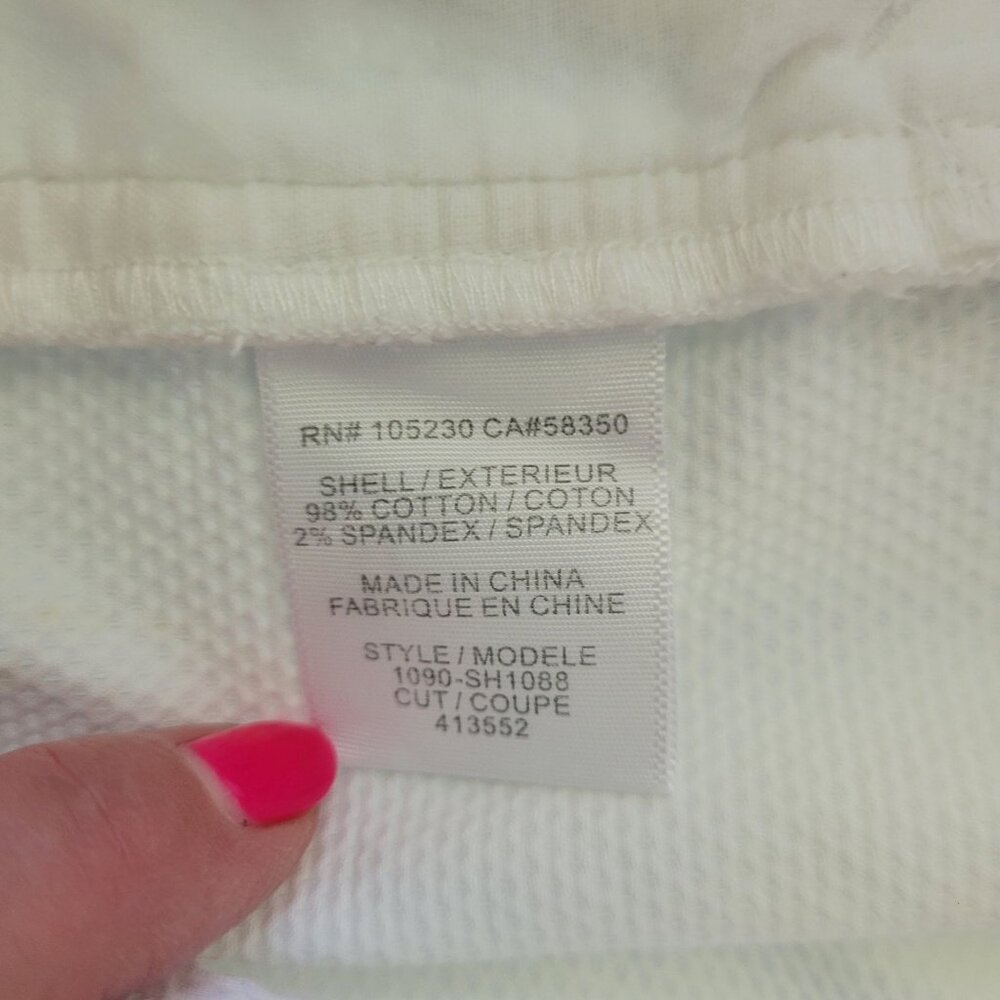 RN# 105230 CA#58350
SHELL / EXTERIEUR
98% COTTON / COTON
2% SPANDEX / SPANDEX
MADE IN CHINA
FABRIQUE EN CHINE
STYLE / MODELE
1090-SH1088
CUT / COUPE
413552